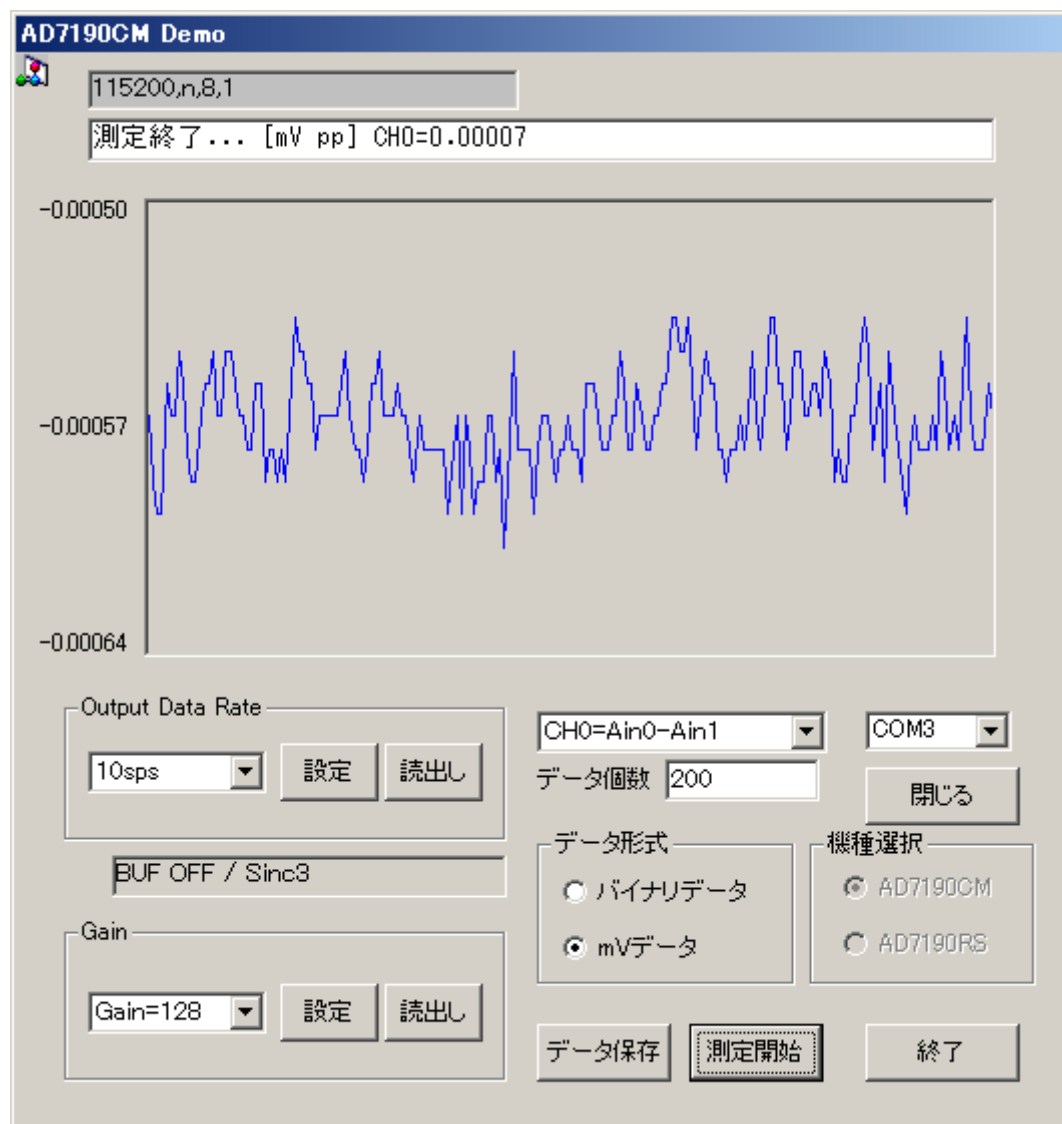 AD7190CM Demo
115200,n,8,1
測定終了... [mV pp] CH0=0.00007
-0.00050
-0.00057
-0.00064
Output Data Rate
10sps
設定
読出し
BUF OFF / Sinc3
Gain
Gain=128
設定
読出し
CH0=Ain0-Ain1
COM3
データ個数
200
閉じる
データ形式
バイナリデータ
mVデータ
機種選択
AD7190CM
AD7190RS
データ保存
測定開始
終了